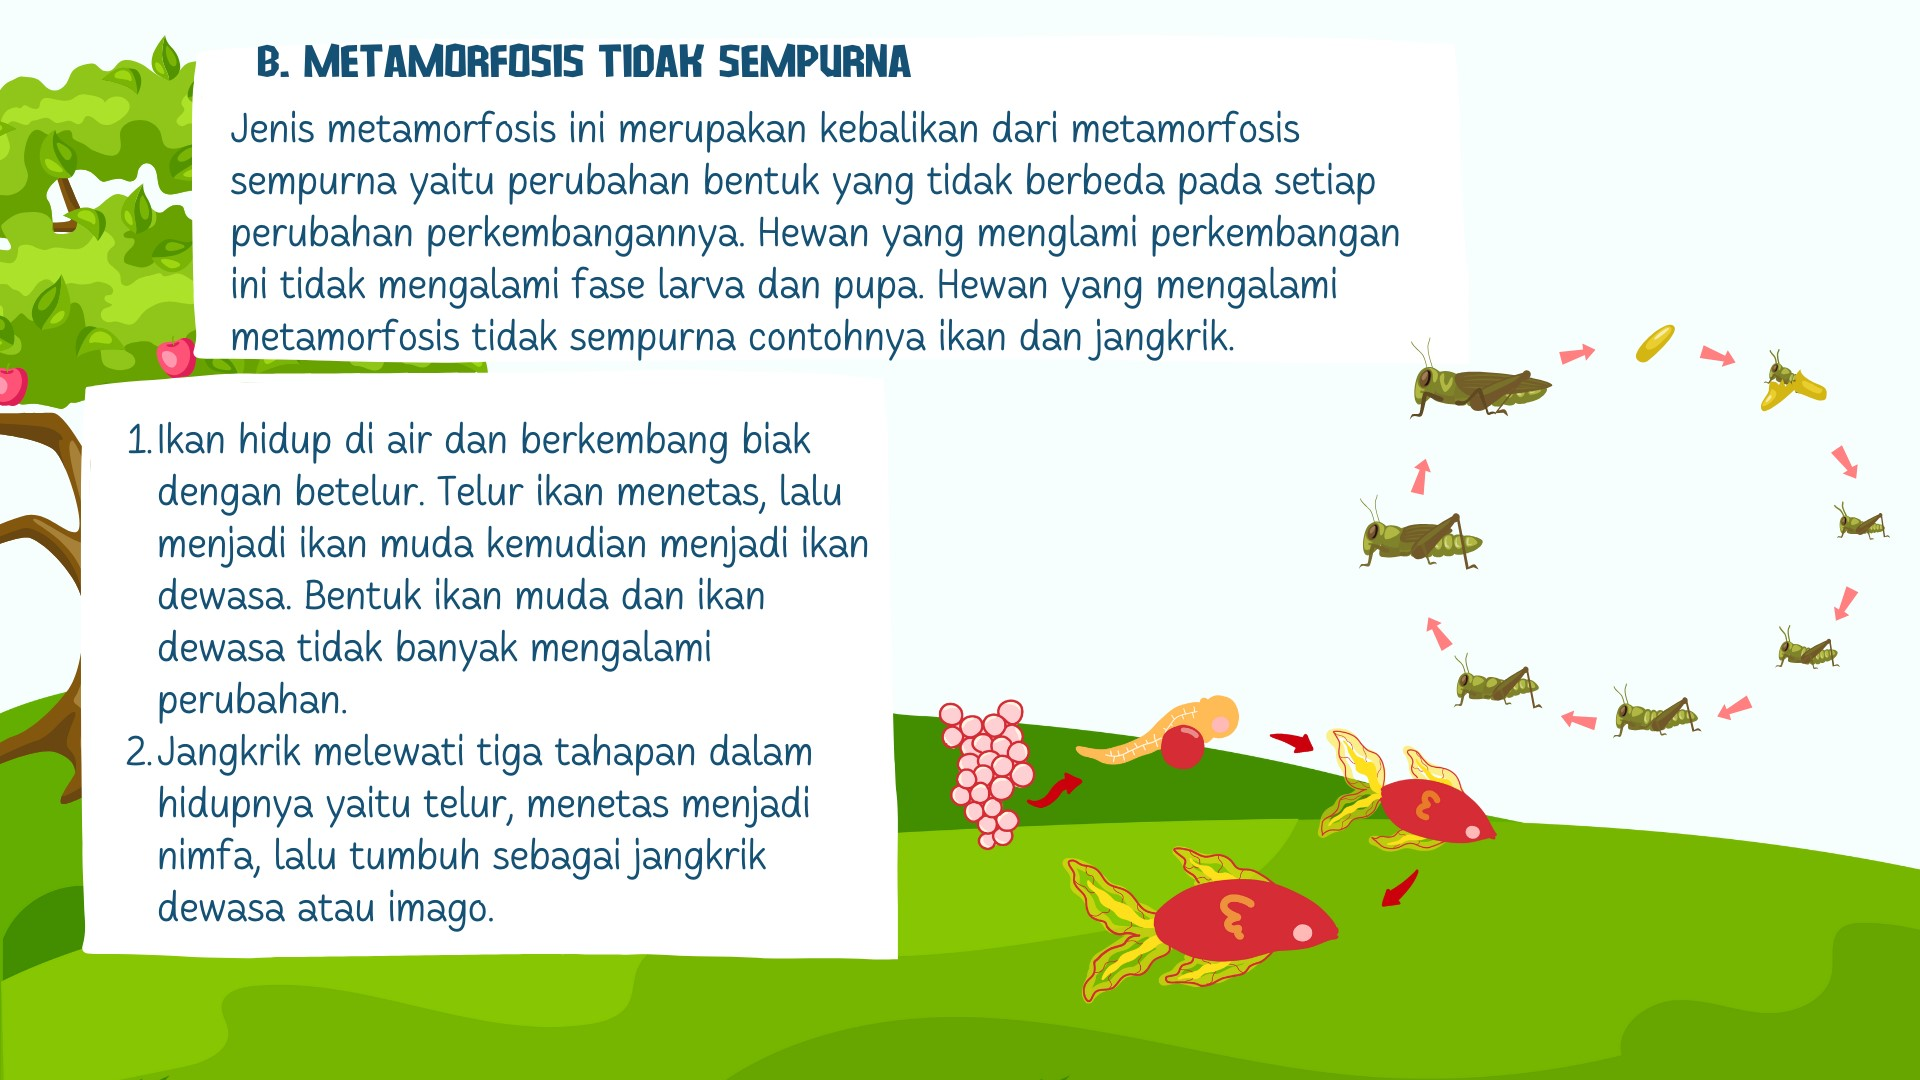 B. METAMORFOSIS TIDAK SEMPURNA
Jenis metamorfosis ini merupakan kebalikan dari metamorfosis
sempurna yaitu perubahan bentuk yang tidak berbeda pada setiap
perubahan perkembangannya. Hewan yang menglami perkembangan
ini tidak mengalami fase larva dan pupa. Hewan yang mengalami
metamorfosis tidak sempurna contohnya ikan dan jangkrik.
1. Ikan hidup di air dan berkembang biak
dengan betelur. Telur ikan menetas, lalu
menjadi ikan muda kemudian menjadi ikan
dewasa. Bentuk ikan muda dan ikan
dewasa tidak banyak mengalami
perubahan.
2. Jangkrik melewati tiga tahapan dalam
hidupnya yaitu telur, menetas menjadi
nimfa, lalu tumbuh sebagai jangkrik
dewasa atau imago.